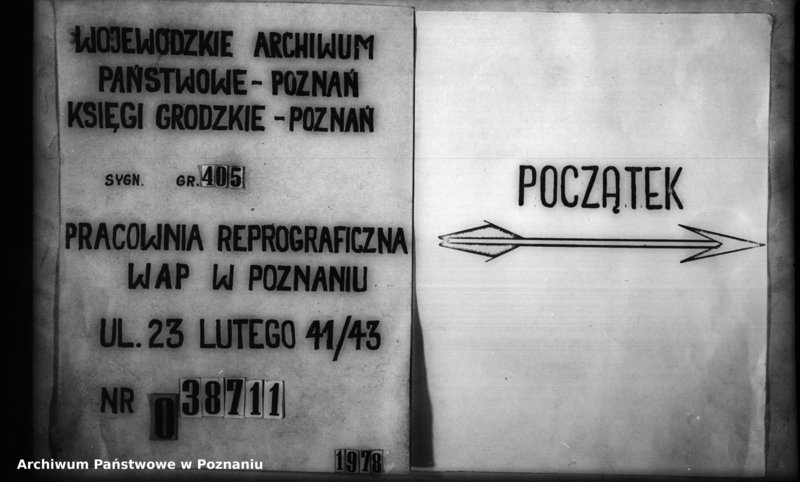 WOJEWÓDZKIE ARCHIWUM
PAŃSTWOWE - POZNAŃ
KSIĘGI GRODZKIE - POZNAŃ
SYGN. GR. 405
PRACOWNIA REPROGRAFICZNA
WAP W POZNANIU
UL. 23 LUTEGO 41/43
NR 038711
1978
POCZĄTEK
Archiwum Państwowe w Poznaniu